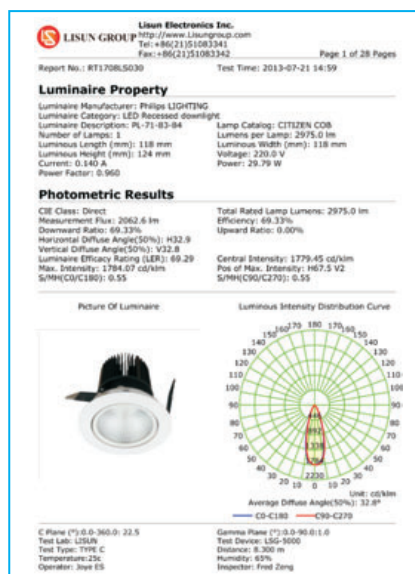 Lisun Electronics Inc.
LISUN GROUP http://www.Lisungroup.com
Tel:+86(21)51083341
Fax:+86(21)51083342 Page 1 of 28 Pages
Report No.: RT1708LS030 Test Time: 2013-07-21 14:59
Luminaire Property
Luminaire Manufacturer: Philips LIGHTING
Luminaire Category: LED Recessed downlight
Luminaire Description: PL-71-83-84 Lamp Catalog: CITIZEN COB
Number of Lamps: 1 Lumens per Lamp: 2975.0 lm
Luminous Length (mm): 118 mm Luminous Width (mm): 118 mm
Luminous Height (mm): 124 mm Voltage: 220.0 V
Current: 0.140 A Power: 29.79 W
Power Factor: 0.960
Photometric Results
CIE Class: Direct Total Rated Lamp Lumens: 2975.0 lm
Measurement Flux: 2062.6 lm Efficiency: 69.33%
Downward Ratio: 69.33% Upward Ratio: 0.00%
Horizontal Diffuse Angle(50%): H32.9
Vertical Diffuse Angle(50%): V32.8
Luminaire Efficacy Rating (LER): 69.29 Central Intensity: 1779.45 cd/klm
Max. Intensity: 1784.07 cd/klm Pos of Max. Intensity: H67.5 V2
S/MH(C0/C180): 0.55 S/MH(C90/C270): 0.55
Picture Of Luminaire Luminous Intensity Distribution Curve
160 170 180 170 160
150 150
140 140
130 130
120 120
110 110
100 100
90 90
80 80
70 70
60 60
50 50
40 40
30 30
20 10 0 10 20
446
892
1338
1784
2230
Unit: cd/klm
Average Diffuse Angle(50%): 32.8°
C0-C180 C90-C270
C Plane (°):0.0-360.0: 22.5 Gamma Plane (°):0.0-90.0:1.0
Test Lab: LISUN Test Device: LSG-5000
Test Type: TYPE C Distance: 8.300 m
Temperature:25c Humidity: 65%
Operator: Joye ES Inspector: Fred Zeng